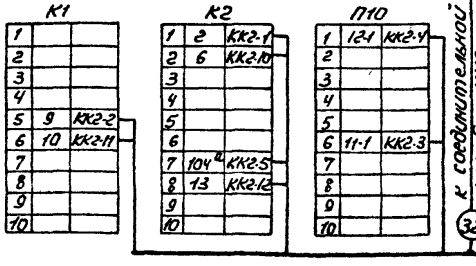 К1
1
2
3
4
5 9 КК2-2
6 10 КК2-11
7
8
9
10
К2
1 2 КК2-1
2 6 КК2-10
3
4
5
6
7 104а КК2-5
8 13 КК2-12
9
10
П10
1 12-1 КК2-4
2
3
4
5
6 11-1 КК2-3
7
8
9
10
к соединительной